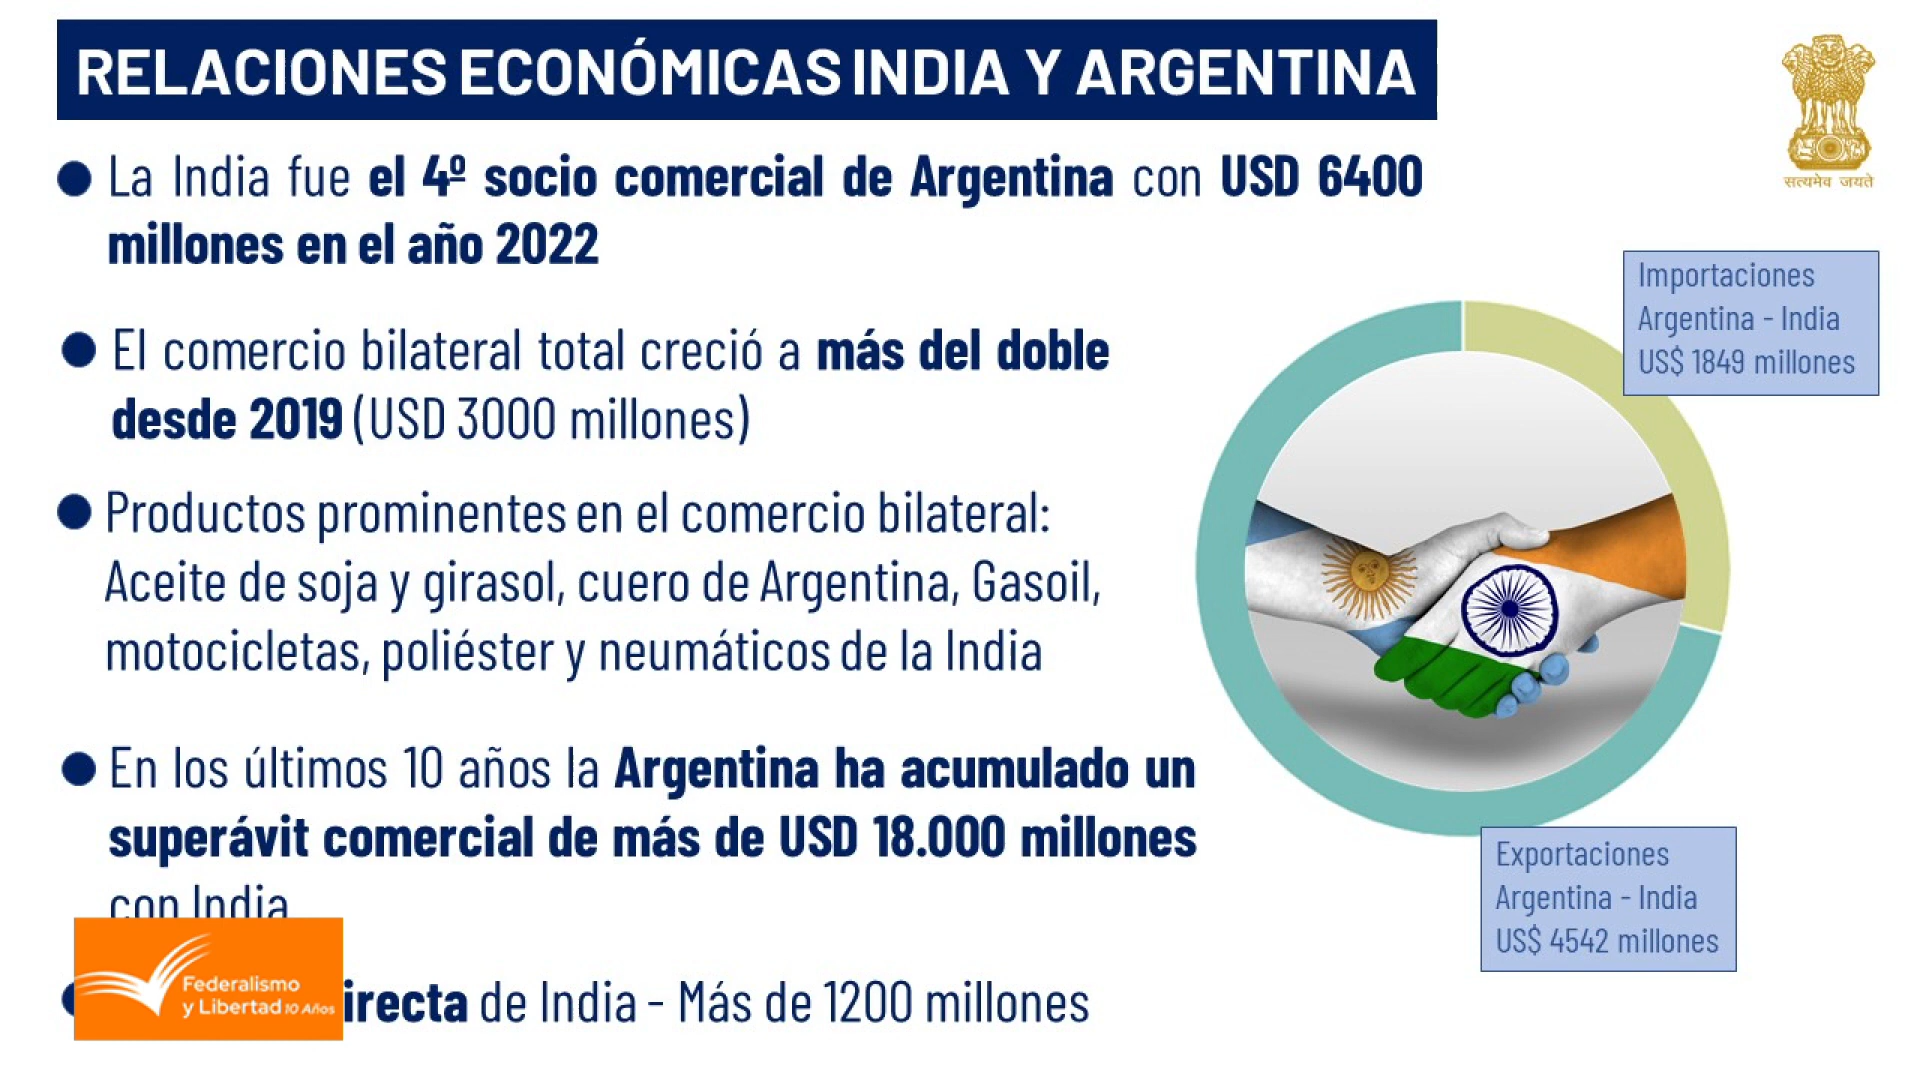 RELACIONES ECONÓMICAS INDIA Y ARGENTINA
सत्यमेव जयते
La India fue el 4º socio comercial de Argentina con USD 6400
millones en el año 2022
El comercio bilateral total creció a más del doble
desde 2019 (USD 3000 millones)
Productos prominentes en el comercio bilateral:
Aceite de soja y girasol, cuero de Argentina, Gasoil,
motocicletas, poliéster y neumáticos de la India
En los últimos 10 años la Argentina ha acumulado un
superávit comercial de más de USD 18.000 millones
con India
irecta de India - Más de 1200 millones
Federalismo
y Libertad 10 Años
Importaciones
Argentina - India
US$ 1849 millones
Exportaciones
Argentina - India
US$ 4542 millones